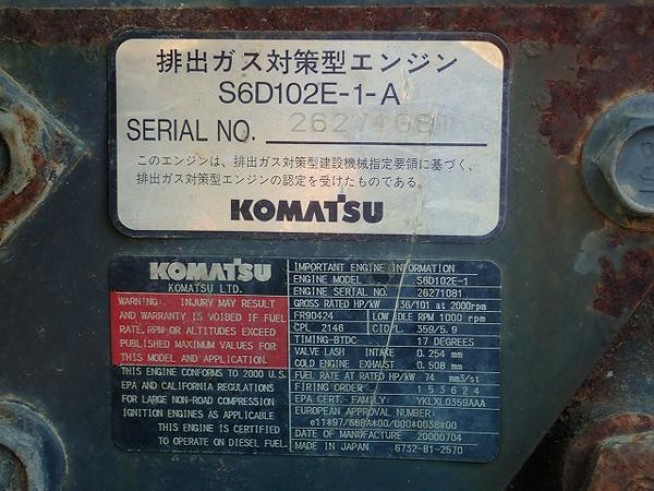 排出ガス対策型エンジン
S6D102E-1-A
SERIAL NO. 26271081
このエンジンは、排出ガス対策型建設機械指定要領に基づく、
排出ガス対策型エンジンの認定を受けたものである。
KOMATSU
KOMATSU
KOMATSU LTD.
WARNING: INJURY MAY RESULT
AND WARRANTY IS VOIDED IF FUEL
RATE, RPM OR ALTITUDES EXCEED
PUBLISHED MAXIMUM VALUES FOR
THIS MODEL AND APPLICATION.
THIS ENGINE CONFORMS TO 2000 U.S.
EPA AND CALIFORNIA REGULATIONS
FOR LARGE NON-ROAD COMPRESSION
IGNITION ENGINES AS APPLICABLE
THIS ENGINE IS CERTIFIED
TO OPERATE ON DIESEL FUEL.
IMPORTANT ENGINE INFORMATION
ENGINE MODEL S6D102E-1
ENGINE SERIAL NO. 26271081
GROSS RATED HP/KW 136/101 at 2000rpm
FR90424 LOW IDLE RPM 1000 rpm
CPL 2146 CID/L. 359/5.9
TIMING-BTDC 17 DEGREES
VALVE LASH INTAKE 0.254 mm
COLD ENGINE EXHAUST 0.508 mm
FUEL RATE AT RATED HP/KW 74 mm3/st
FIRING ORDER 1 5 3 6 2 4
EPA CERT. FAMILY: YKLXL0359AAA
EUROPEAN APPROVAL NUMBER:
DATE OF MANUFACTURE 20000704
MADE IN JAPAN 6732-81-2570